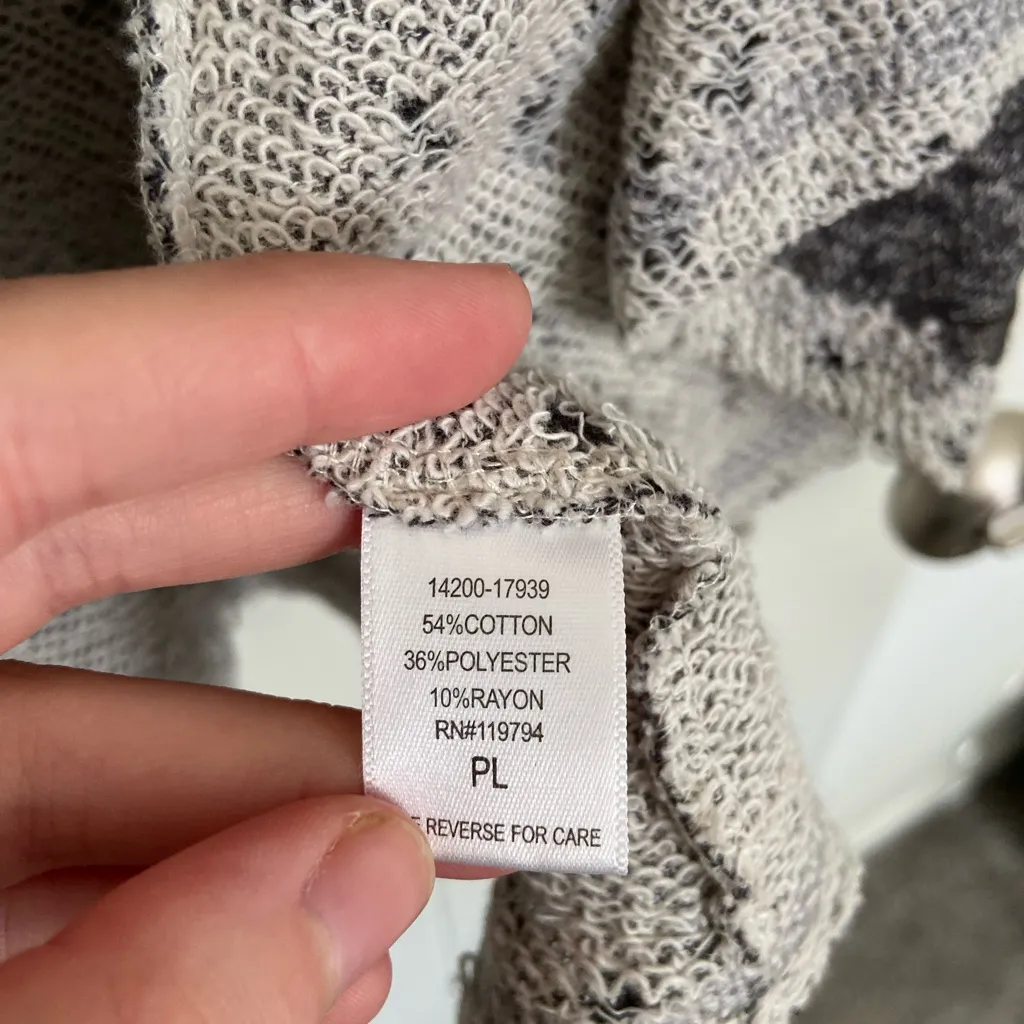 14200-17939
54%COTTON
36%POLYESTER
10%RAYON
RN#119794
PL
REVERSE FOR CARE